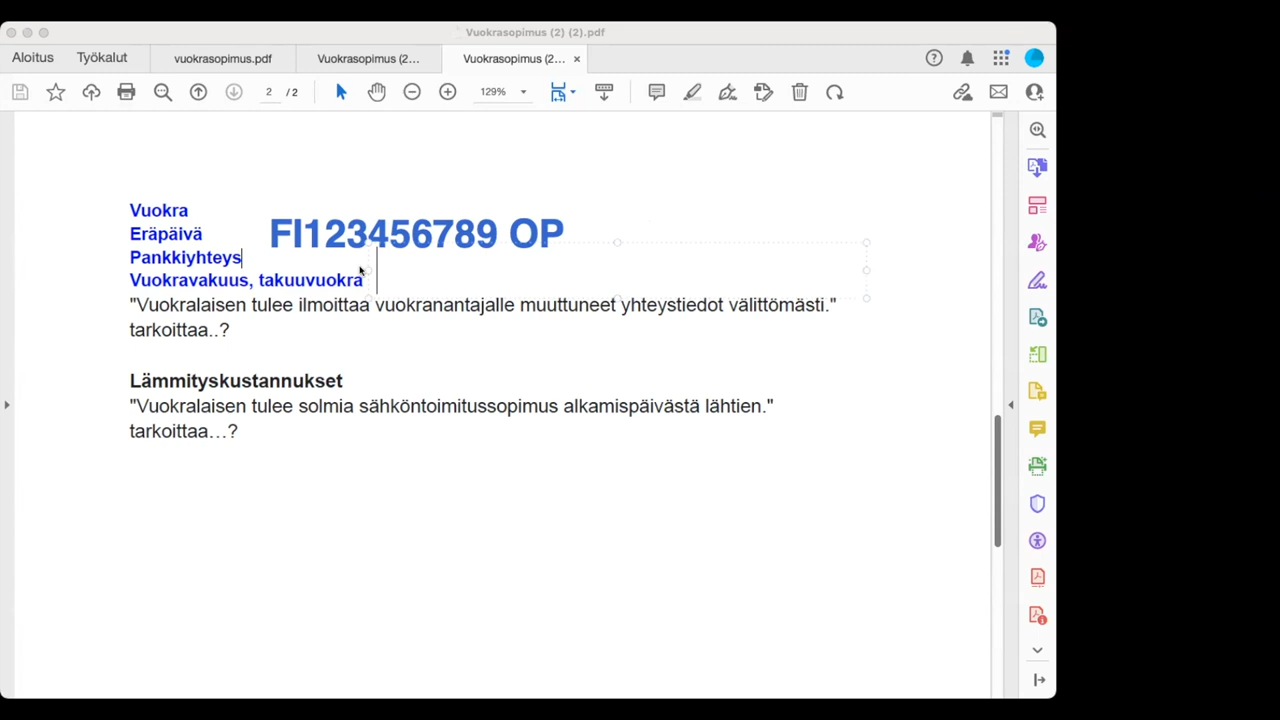 Vuokrasopimus (2) (2).pdf
Aloitus Työkalut vuokrasopimus.pdf Vuokrasopimus (2... Vuokrasopimus (2... ×
2 / 2 129%
Vuokra
Eräpäivä FI123456789 OP
Pankkiyhteys
Vuokravakuus, takuuvuokra
"Vuokralaisen tulee ilmoittaa vuokranantajalle muuttuneet yhteystiedot välittömästi."
tarkoittaa..?
Lämmityskustannukset
"Vuokralaisen tulee solmia sähköntoimitussopimus alkamispäivästä lähtien."
tarkoittaa…?